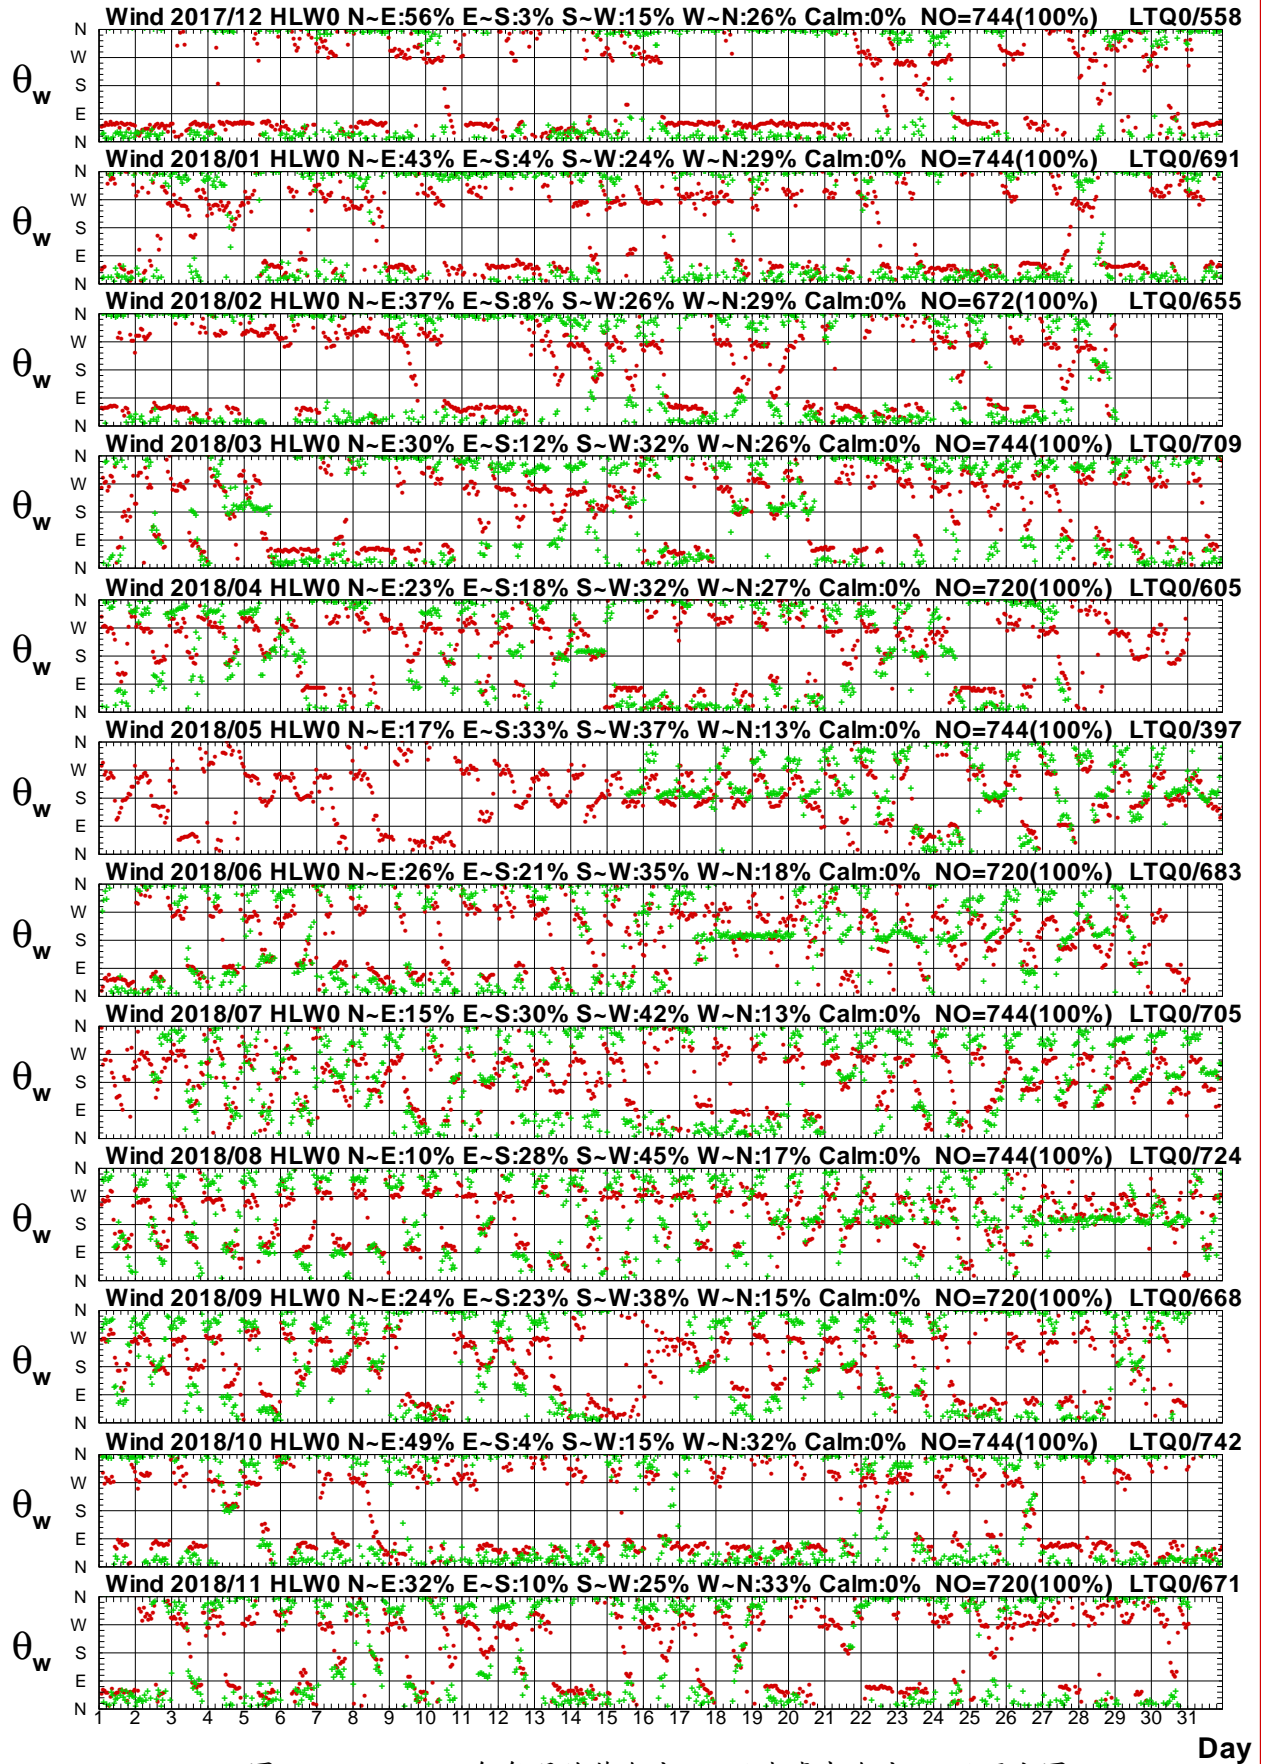 Wind 2017/12 HLW0 N~E:56% E~S:3% S~W:15% W~N:26% Calm:0% NO=744(100%) LTQ0/558
N
W
S
E
N
θw
Wind 2018/01 HLW0 N~E:43% E~S:4% S~W:24% W~N:29% Calm:0% NO=744(100%) LTQ0/691
N
W
S
E
N
θw
Wind 2018/02 HLW0 N~E:37% E~S:8% S~W:26% W~N:29% Calm:0% NO=672(100%) LTQ0/655
N
W
S
E
N
θw
Wind 2018/03 HLW0 N~E:30% E~S:12% S~W:32% W~N:26% Calm:0% NO=744(100%) LTQ0/709
N
W
S
E
N
θw
Wind 2018/04 HLW0 N~E:23% E~S:18% S~W:32% W~N:27% Calm:0% NO=720(100%) LTQ0/605
N
W
S
E
N
θw
Wind 2018/05 HLW0 N~E:17% E~S:33% S~W:37% W~N:13% Calm:0% NO=744(100%) LTQ0/397
N
W
S
E
N
θw
Wind 2018/06 HLW0 N~E:26% E~S:21% S~W:35% W~N:18% Calm:0% NO=720(100%) LTQ0/683
N
W
S
E
N
θw
Wind 2018/07 HLW0 N~E:15% E~S:30% S~W:42% W~N:13% Calm:0% NO=744(100%) LTQ0/705
N
W
S
E
N
θw
Wind 2018/08 HLW0 N~E:10% E~S:28% S~W:45% W~N:17% Calm:0% NO=744(100%) LTQ0/724
N
W
S
E
N
θw
Wind 2018/09 HLW0 N~E:24% E~S:23% S~W:38% W~N:15% Calm:0% NO=720(100%) LTQ0/668
N
W
S
E
N
θw
Wind 2018/10 HLW0 N~E:49% E~S:4% S~W:15% W~N:32% Calm:0% NO=744(100%) LTQ0/742
N
W
S
E
N
θw
Wind 2018/11 HLW0 N~E:32% E~S:10% S~W:25% W~N:33% Calm:0% NO=720(100%) LTQ0/671
N
W
S
E
N
θw
1 2 3 4 5 6 7 8 9 10 11 12 13 14 15 16 17 18 19 20 21 22 23 24 25 26 27 28 29 30 31
Day